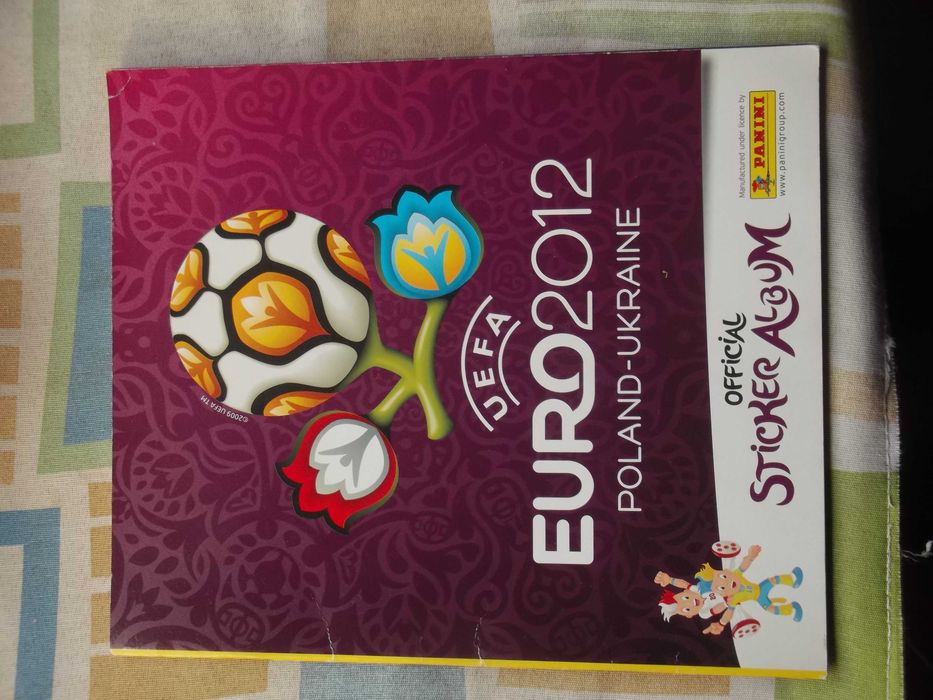 ©2009 UEFA TM
UEFA
EURO2012
POLAND-UKRAINE
OFFICIAL
STICKER ALBUM
Manufactured under licence by
PANINI
www.paninigroup.com